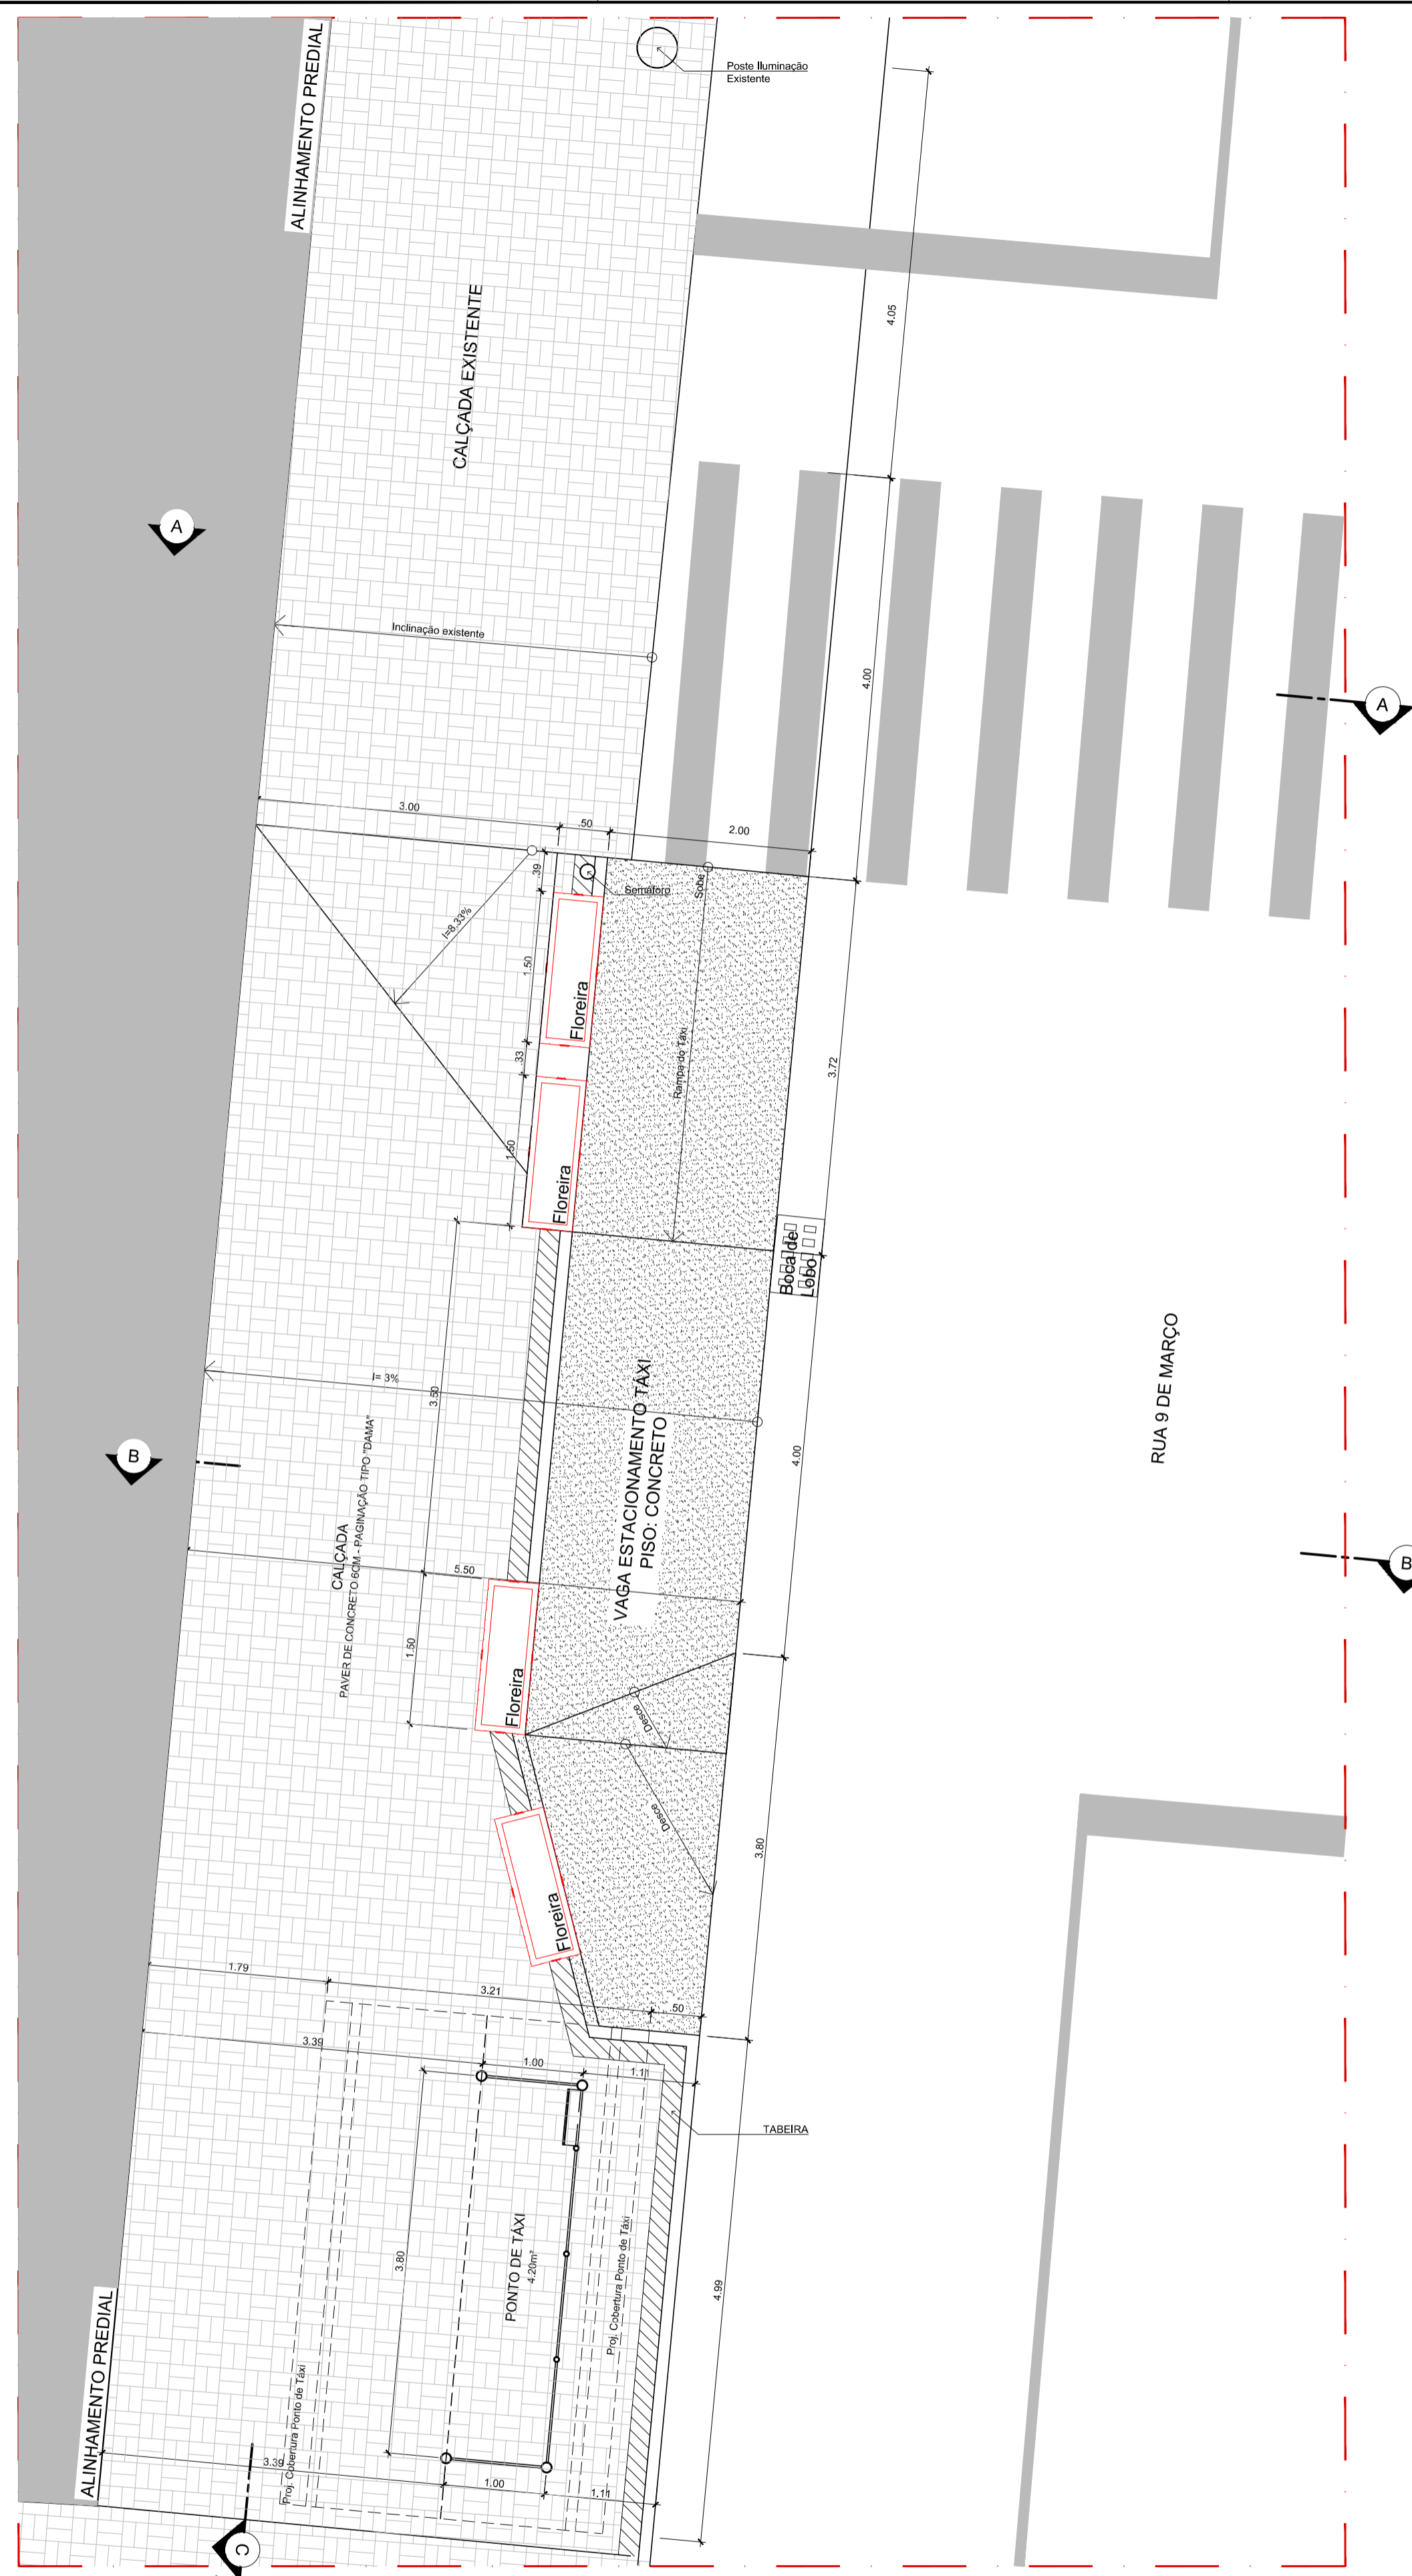 ALINHAMENTO PREDIAL
Poste Iluminação
Existente
4.05
CALÇADA EXISTENTE
A
Inclinação existente
4.00
A
3.00
.50
2.00
.39
Semáforo
Sobe
I=8.33%
1.50
Floreira
Rampa do Táxi
.33
3.72
1.50
Floreira
Boca de
Lobo
RUA 9 DE MARÇO
I= 3%
3.50
VAGA ESTACIONAMENTO TÁXI
PISO: CONCRETO
4.00
B
CALÇADA
PAVER DE CONCRETO 6CM - PAGINAÇÃO TIPO "DAMA"
B
5.50
1.50
Floreira
Desce
Desce
3.80
Floreira
1.79
3.21
.50
3.39
1.00
1.11
TABEIRA
PONTO DE TÁXI
4.20m²
3.80
Proj. Cobertura Ponto de Táxi
4.99
ALINHAMENTO PREDIAL
Proj. Cobertura Ponto de Táxi
3.39
1.00
1.11
C